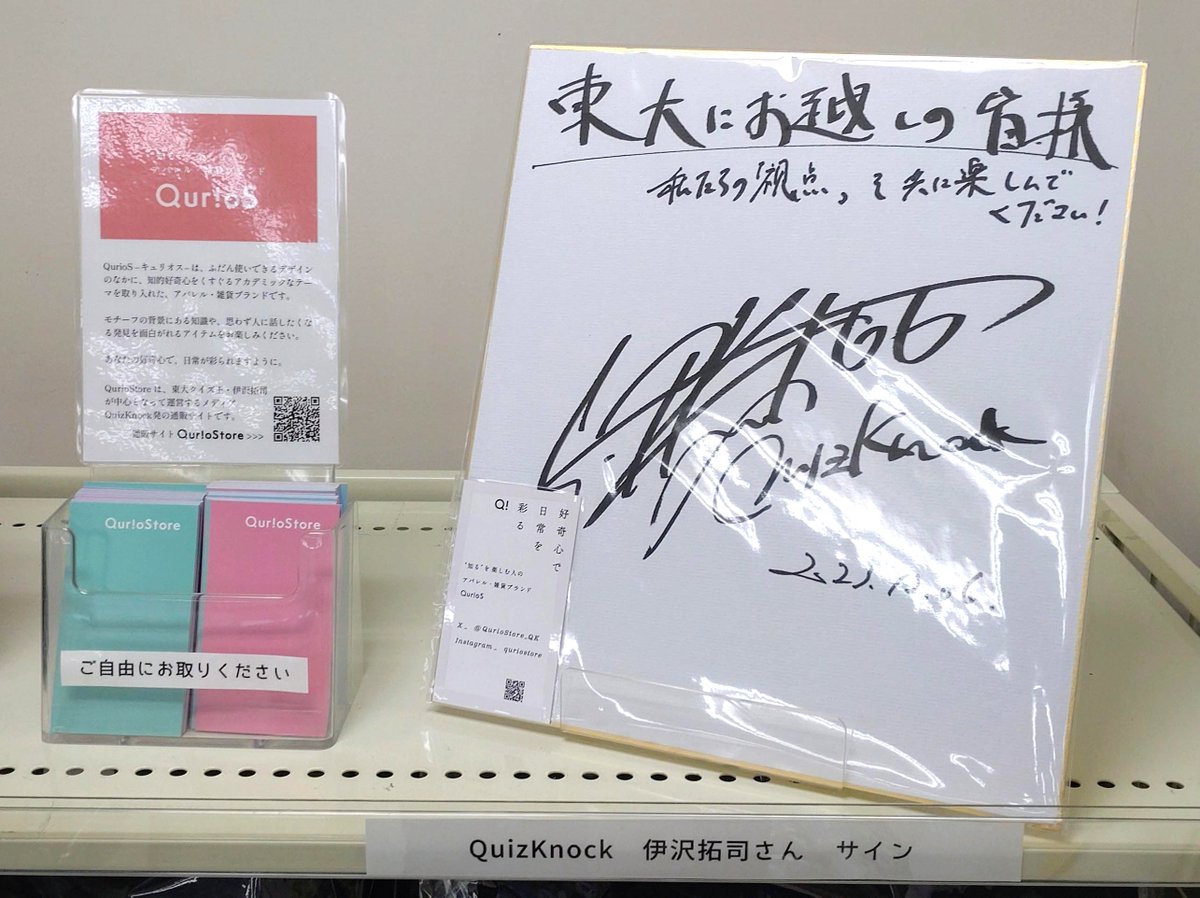 Qur!oS
QurioS–キュリオス–は、ふだん使いできるデザイン
のなかに、知的好奇心をくすぐるアカデミックなテー
マを取り入れた、アパレル・雑貨ブランドです。
モチーフの背景にある知識や、思わず人に話したくな
る発見を面白がれるアイテムをお楽しみください。
あなたの好奇心で、日常が彩られますように。
QurioStoreは、東大クイズ王・伊沢拓司
が中心となって運営するメディア
QuizKnock発の通販サイトです。
通販サイト Qur!oStore >>>
Qur!oStore
Qur!oStore
ご自由にお取りください
東大にお越しの皆様
私たちの「視点」を共に楽しんで
ください!
QuizKnock
好奇心で
日常を
彩る
Q!
"知る"を楽しむ人の
アパレル・雑貨ブランド
QurioS
X_ @QurioStore_QK
Instagram_ quriostore
QuizKnock 伊沢拓司さん サイン